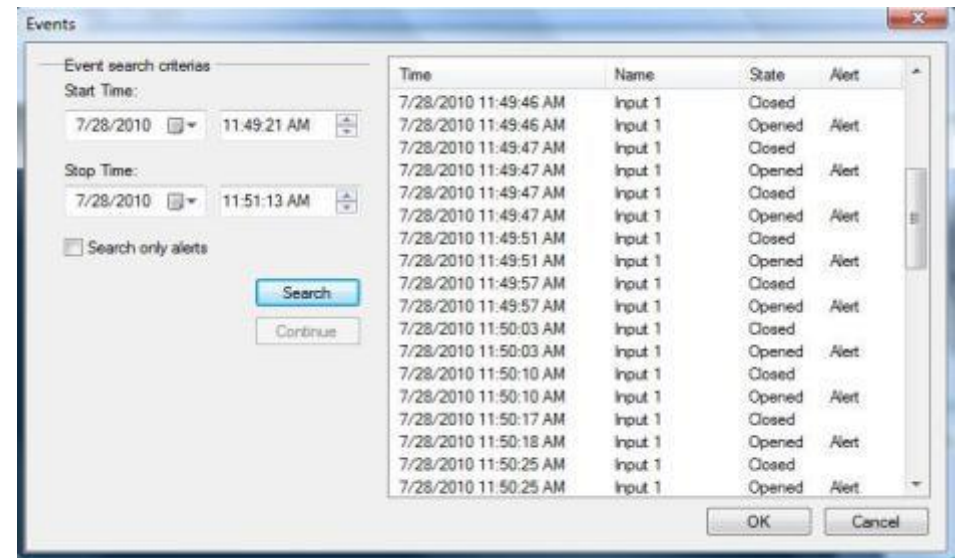 Events
Event search criterias
Start Time:
7/28/2010 11:49:21 AM
Stop Time:
7/28/2010 11:51:13 AM
Search only alerts
Search
Continue
Time Name State Alert
7/28/2010 11:49:46 AM Input 1 Closed
7/28/2010 11:49:46 AM Input 1 Opened Alert
7/28/2010 11:49:47 AM Input 1 Closed
7/28/2010 11:49:47 AM Input 1 Opened Alert
7/28/2010 11:49:47 AM Input 1 Closed
7/28/2010 11:49:47 AM Input 1 Opened Alert
7/28/2010 11:49:51 AM Input 1 Closed
7/28/2010 11:49:51 AM Input 1 Opened Alert
7/28/2010 11:49:57 AM Input 1 Closed
7/28/2010 11:49:57 AM Input 1 Opened Alert
7/28/2010 11:50:03 AM Input 1 Closed
7/28/2010 11:50:03 AM Input 1 Opened Alert
7/28/2010 11:50:10 AM Input 1 Closed
7/28/2010 11:50:10 AM Input 1 Opened Alert
7/28/2010 11:50:17 AM Input 1 Closed
7/28/2010 11:50:18 AM Input 1 Opened Alert
7/28/2010 11:50:25 AM Input 1 Closed
7/28/2010 11:50:25 AM Input 1 Opened Alert
OK Cancel